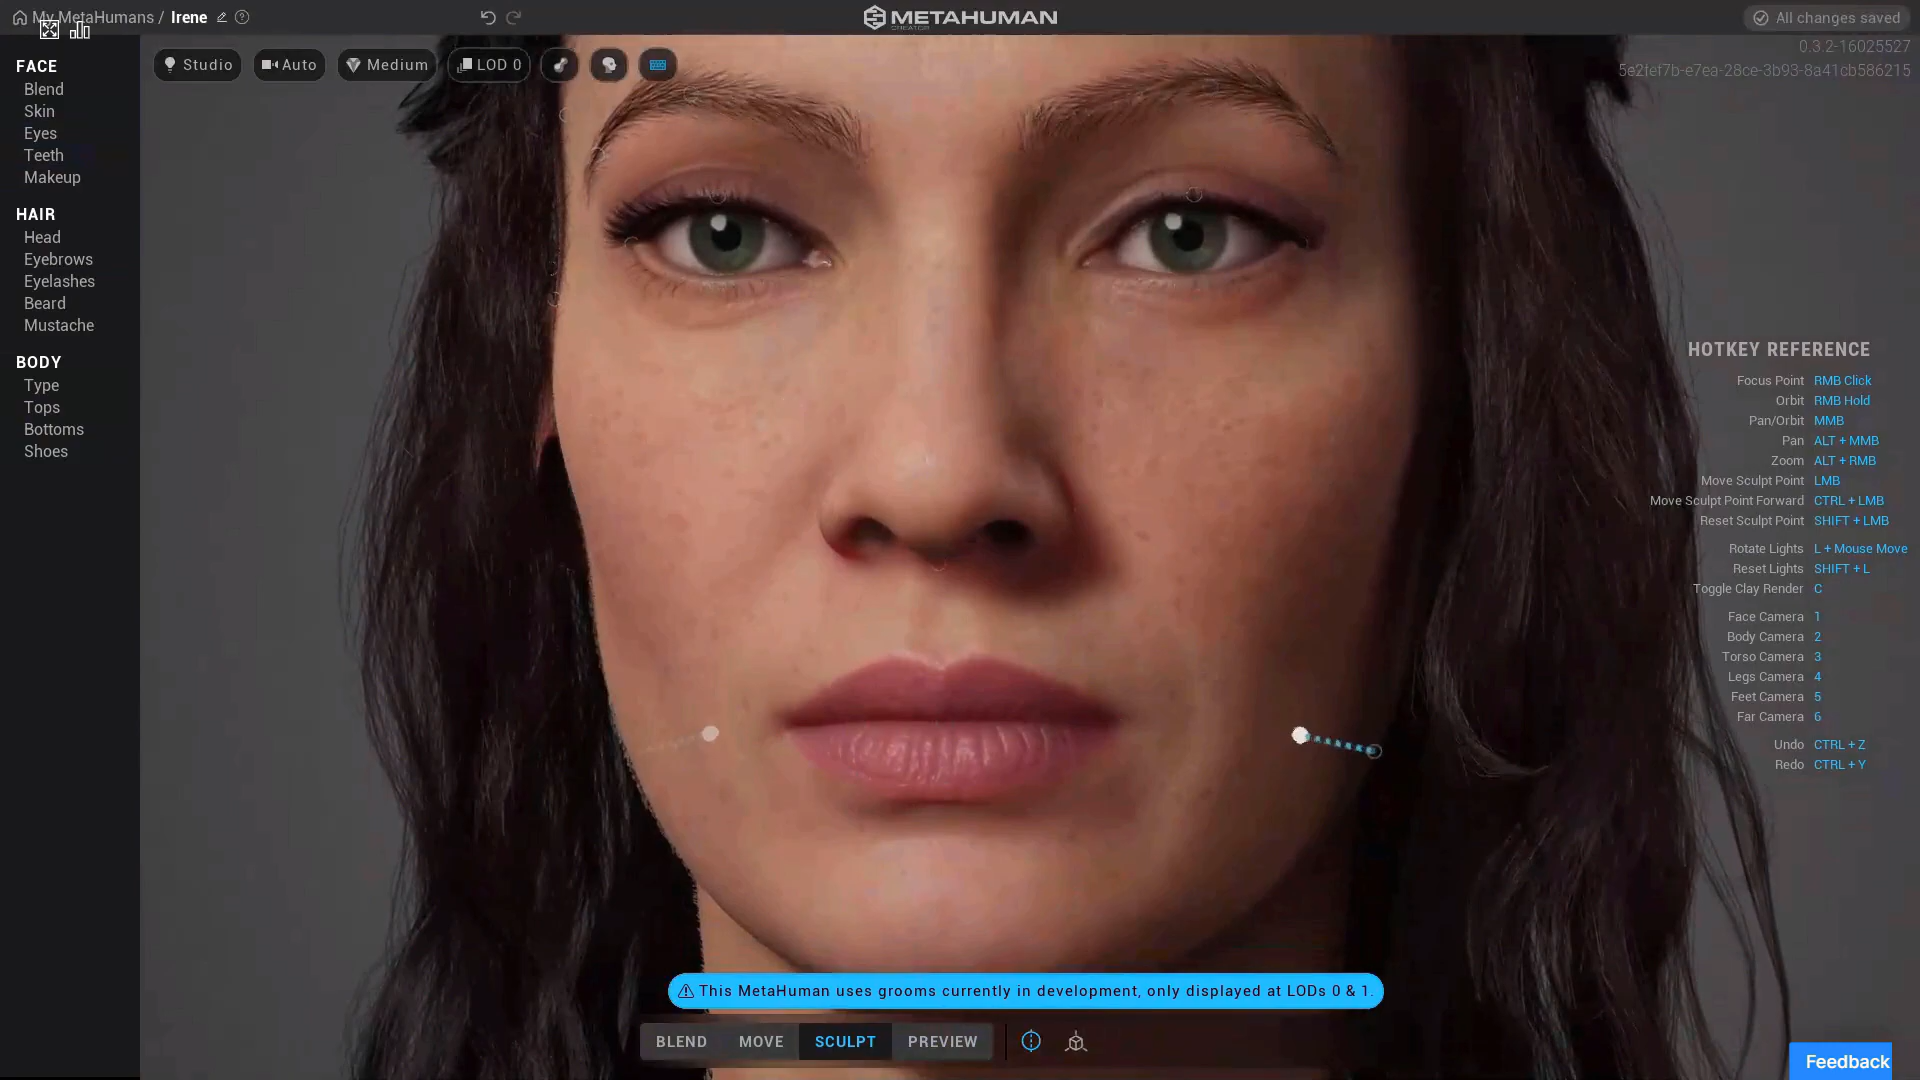 My MetaHumans / Irene
METAHUMAN
CREATOR
All changes saved
0.3.2-16025527
5e2fef7b-e7ea-28ce-3b93-8a41cb586215
Studio
Auto
Medium
LOD 0
FACE
Blend
Skin
Eyes
Teeth
Makeup
HAIR
Head
Eyebrows
Eyelashes
Beard
Mustache
BODY
Type
Tops
Bottoms
Shoes
HOTKEY REFERENCE
Focus Point RMB Click
Orbit RMB Hold
Pan/Orbit MMB
Pan ALT + MMB
Zoom ALT + RMB
Move Sculpt Point LMB
Move Sculpt Point Forward CTRL + LMB
Reset Sculpt Point SHIFT + LMB
Rotate Lights L + Mouse Move
Reset Lights SHIFT + L
Toggle Clay Render C
Face Camera 1
Body Camera 2
Torso Camera 3
Legs Camera 4
Feet Camera 5
Far Camera 6
Undo CTRL + Z
Redo CTRL + Y
This MetaHuman uses grooms currently in development, only displayed at LODs 0 & 1.
BLEND
MOVE
SCULPT
PREVIEW
Feedback